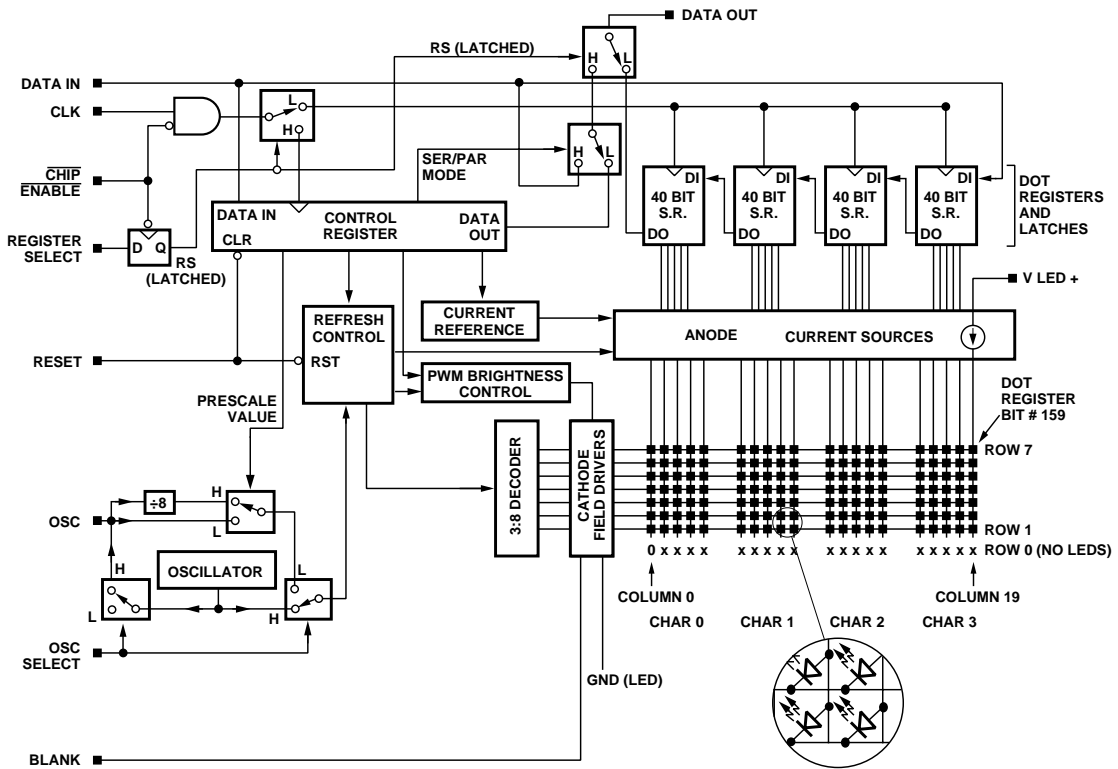 DATA OUT
RS (LATCHED)
H
L
DATA IN
CLK
L
H
H
L
CHIP
ENABLE
SER/PAR
MODE
DI
40 BIT
S.R.
DO
DI
40 BIT
S.R.
DO
DI
40 BIT
S.R.
DO
DI
40 BIT
S.R.
DO
DOT
REGISTERS
AND
LATCHES
DATA IN
CONTROL
REGISTER
DATA
OUT
CLR
REGISTER
SELECT
D
Q
RS
(LATCHED)
V LED +
REFRESH
CONTROL
RST
CURRENT
REFERENCE
ANODE
CURRENT SOURCES
RESET
PWM BRIGHTNESS
CONTROL
PRESCALE
VALUE
DOT
REGISTER
BIT # 159
3:8 DECODER
CATHODE
FIELD DRIVERS
ROW 7
ROW 1
ROW 0 (NO LEDS)
0 x x x x
x x x x x
x x x x x
x x x x x
OSC
÷8
H
L
OSCILLATOR
H
L
L
H
COLUMN 0
COLUMN 19
CHAR 0
CHAR 1
CHAR 2
CHAR 3
OSC
SELECT
GND (LED)
BLANK